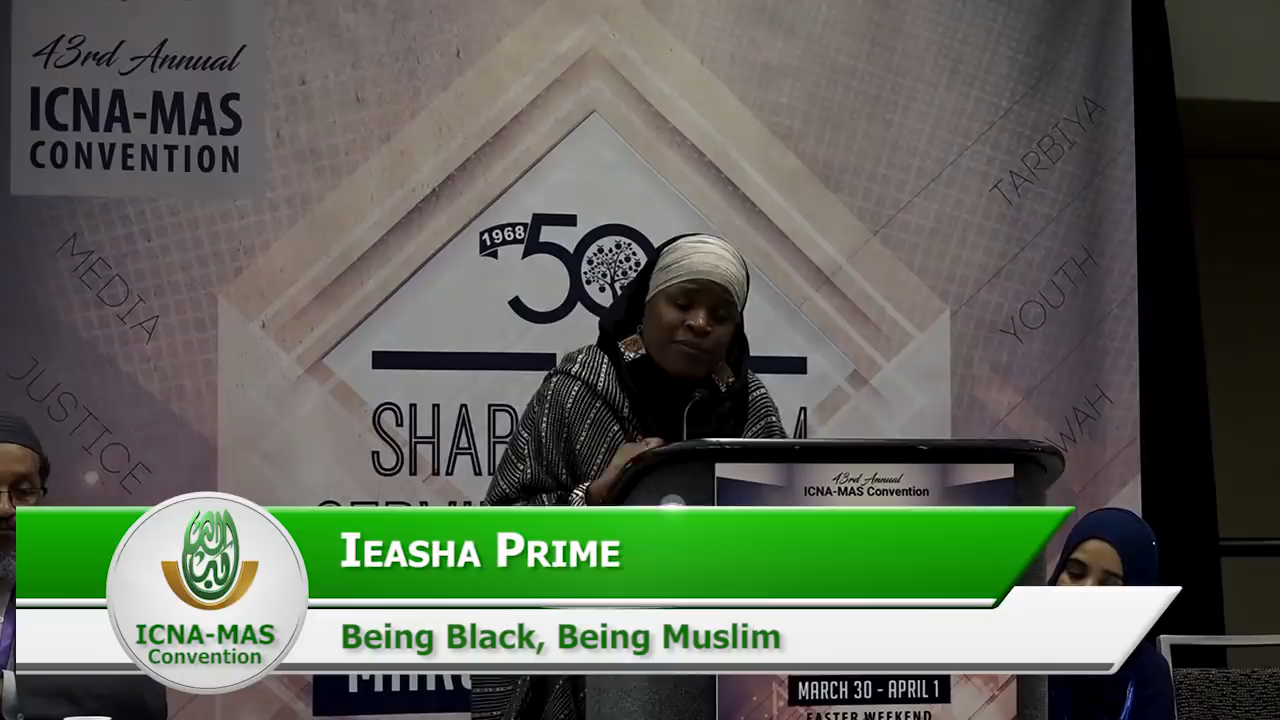 43rd Annual
ICNA-MAS
CONVENTION
MEDIA
JUSTICE
TARBIYA
YOUTH
1968
50
43rd Annual
ICNA-MAS Convention
IEASHA PRIME
Being Black, Being Muslim
ICNA-MAS
Convention
MARCH 30 - APRIL 1
EASTER WEEKEND